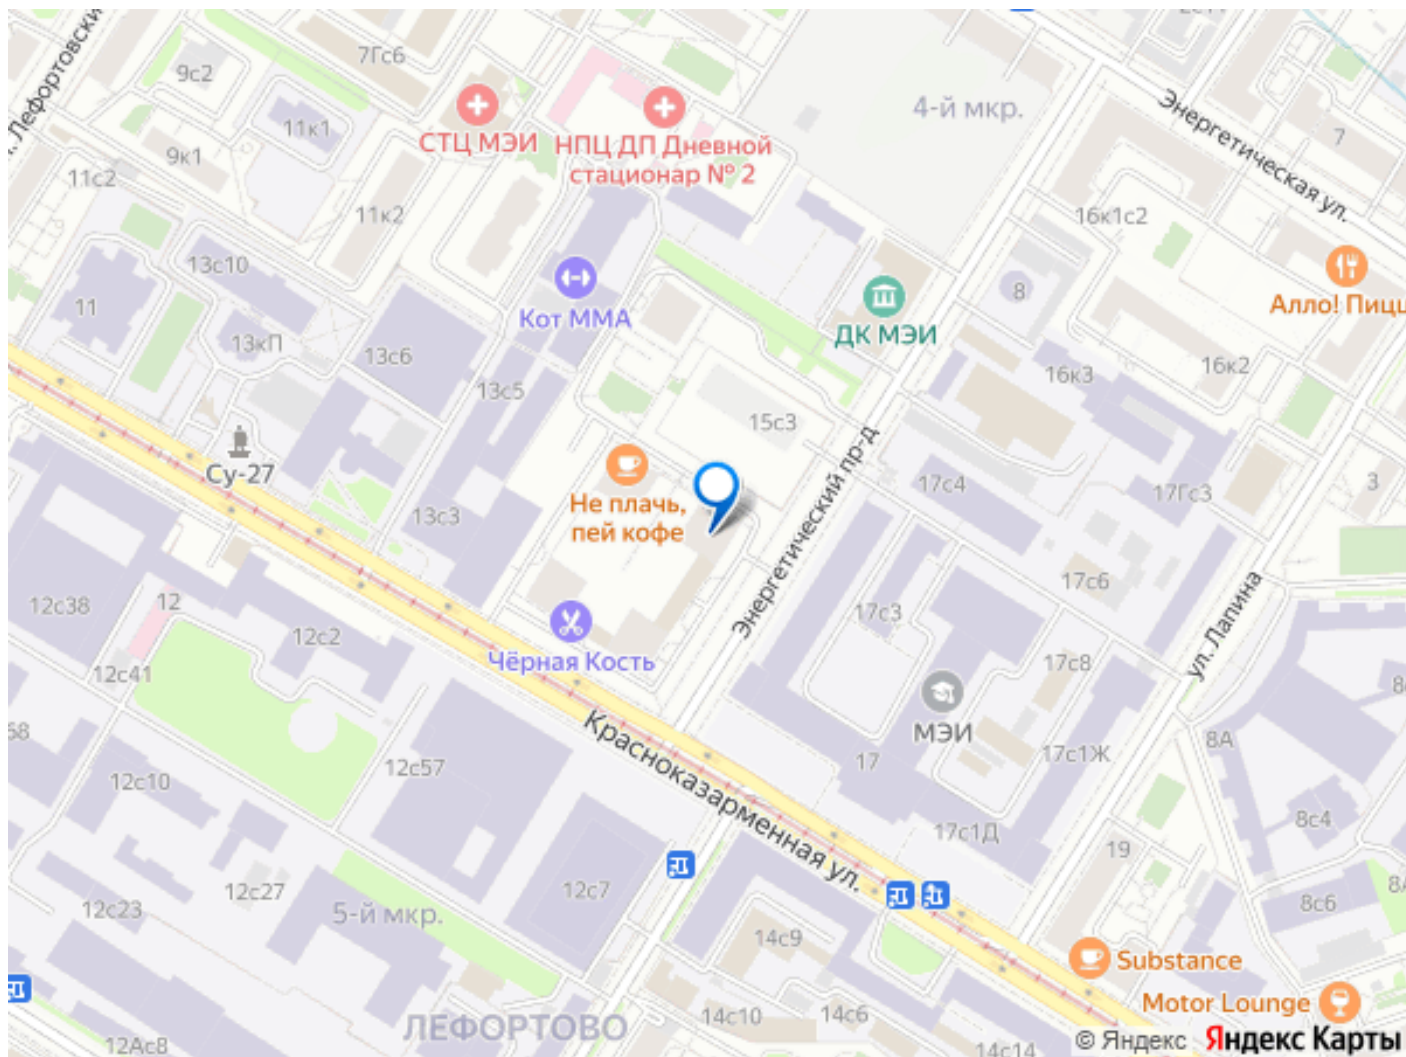 7Гс6
9с2
2с11
Энергетическая ул.
4-й мкр.
7
11к1
СТЦ МЭИ
НПЦ ДП Дневной
стационар № 2
Лефортовски
9к1
11с2
11к2
16к1с2
13с10
8
Алло! Пицц
Кот ММА
ДК МЭИ
11
13кП
13с6
16к3
16к2
13с5
15с3
Су-27
Не плачь,
пей кофе
Энергетический пр-д
17с4
17Гс3
3
13с3
17с6
12с38
12
12с2
17с3
ул. Лапина
Чёрная Кость
17с8
12с41
МЭИ
8
68
Красноказарменная ул.
8А
12с57
17
17с1Ж
12с10
17с1Д
8с4
19
12с27
12с7
8А
12с23
5-й мкр.
8с6
14с9
Substance
Motor Lounge
ЛЕФОРТОВО
14с10
14с6
12Ас8
14с14
© Яндекс Яндекс Карты